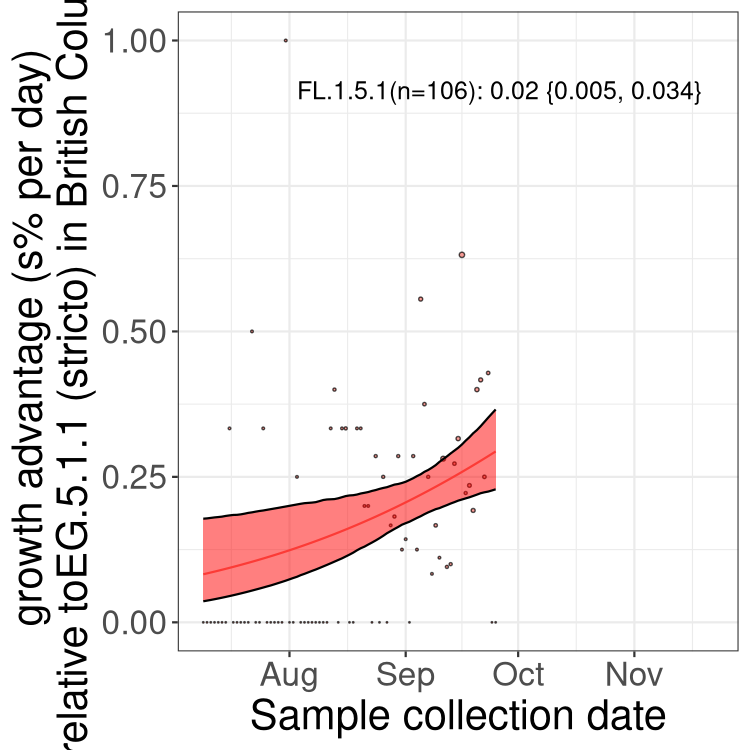 growth advantage (s% per day)
relative toEG.5.1.1 (stricto) in British Colu
1.00
0.75
0.50
0.25
0.00
FL.1.5.1(n=106): 0.02 {0.005, 0.034}
Aug
Sep
Oct
Nov
Sample collection date